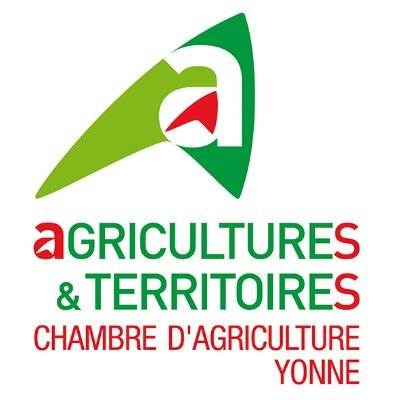 a
aGRICULTURES
& TERRITOIRES
CHAMBRE D'AGRICULTURE
YONNE